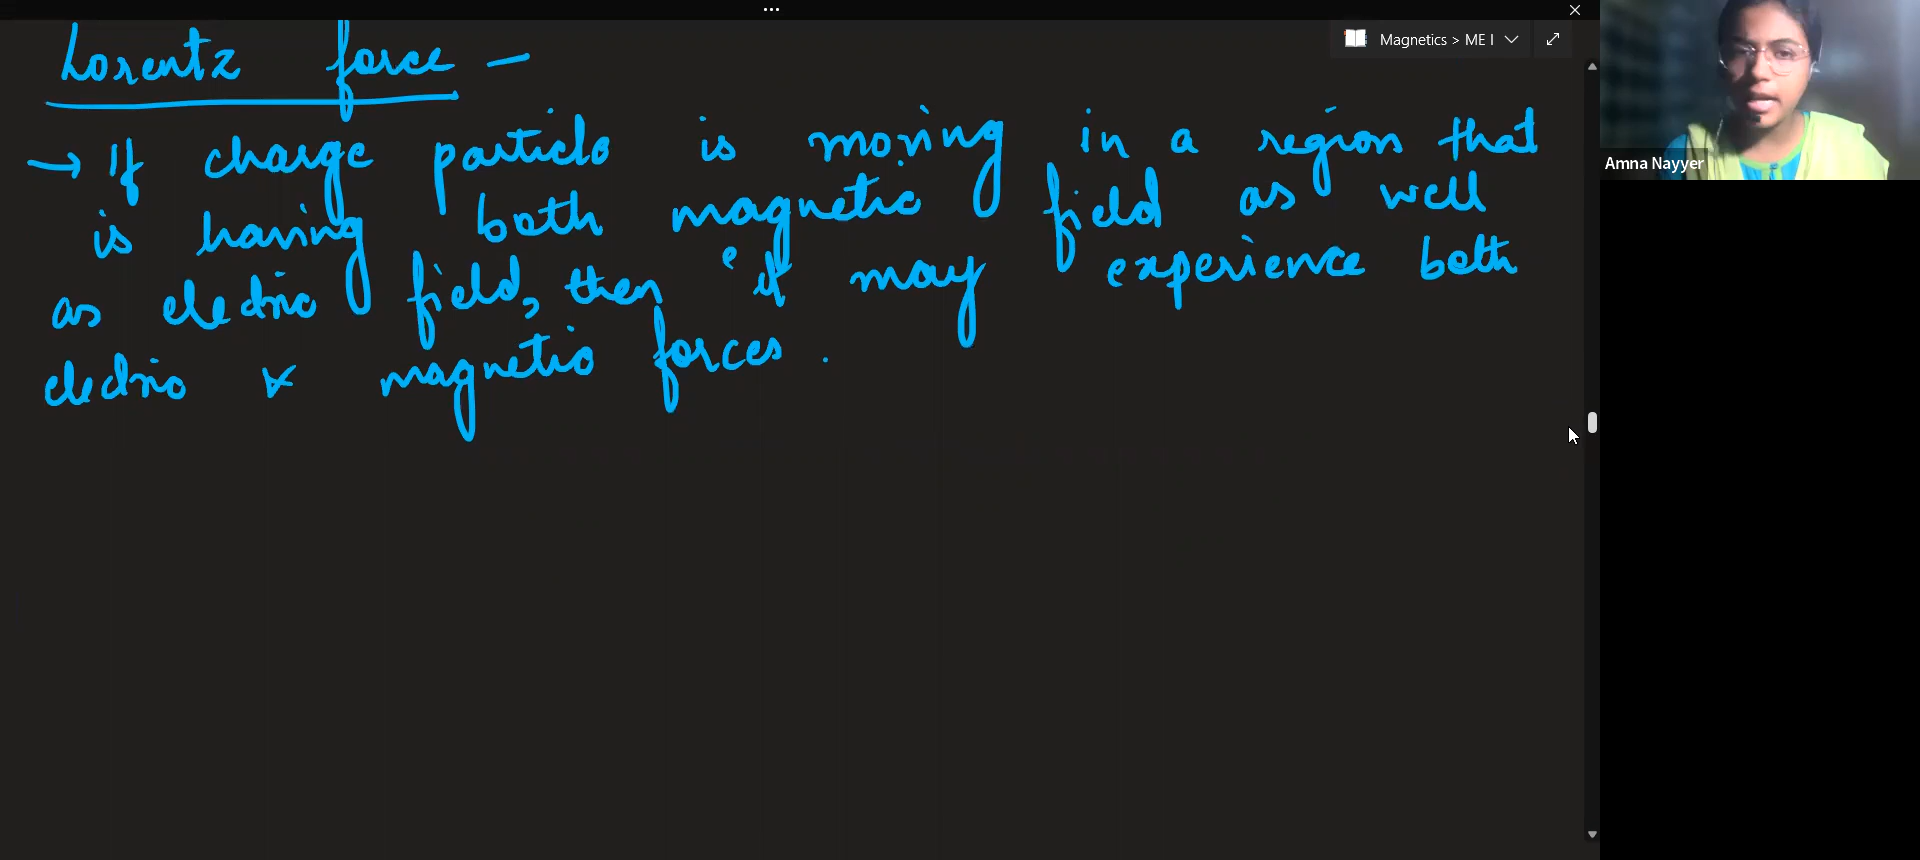 Lorentz force -
→ If charge particle is moving in a region that
is having both magnetic field as well
as electric field, then it may experience both
electric & magnetic forces.
Magnetics > ME I
Amna Nayyer